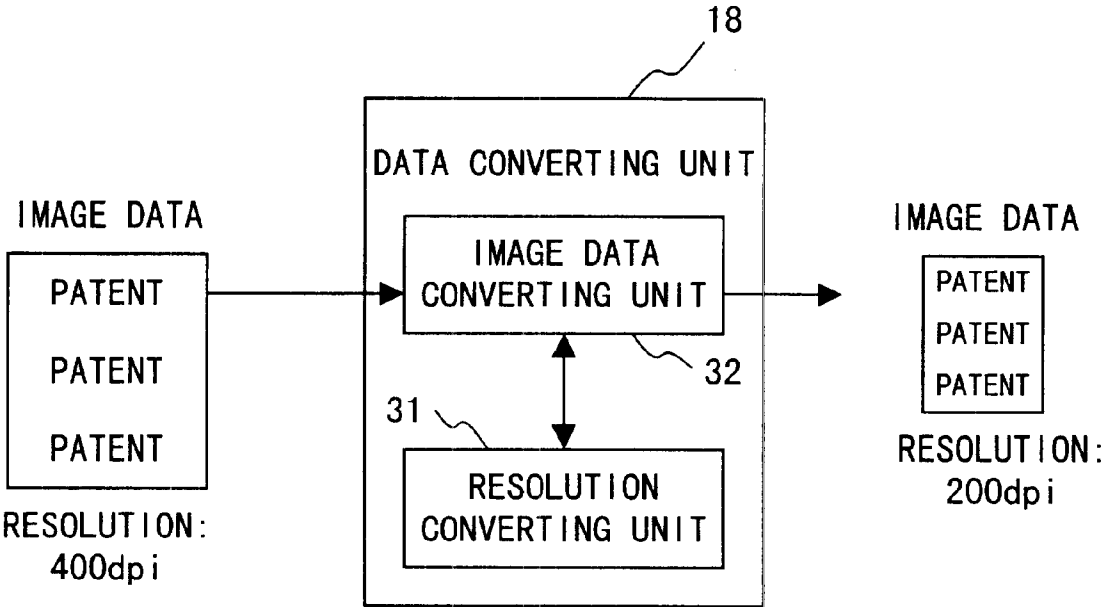 18
DATA CONVERTING UNIT
IMAGE DATA
PATENT
PATENT
PATENT
RESOLUTION:
400dpi
IMAGE DATA
CONVERTING UNIT
32
31
RESOLUTION
CONVERTING UNIT
IMAGE DATA
PATENT
PATENT
PATENT
RESOLUTION:
200dpi